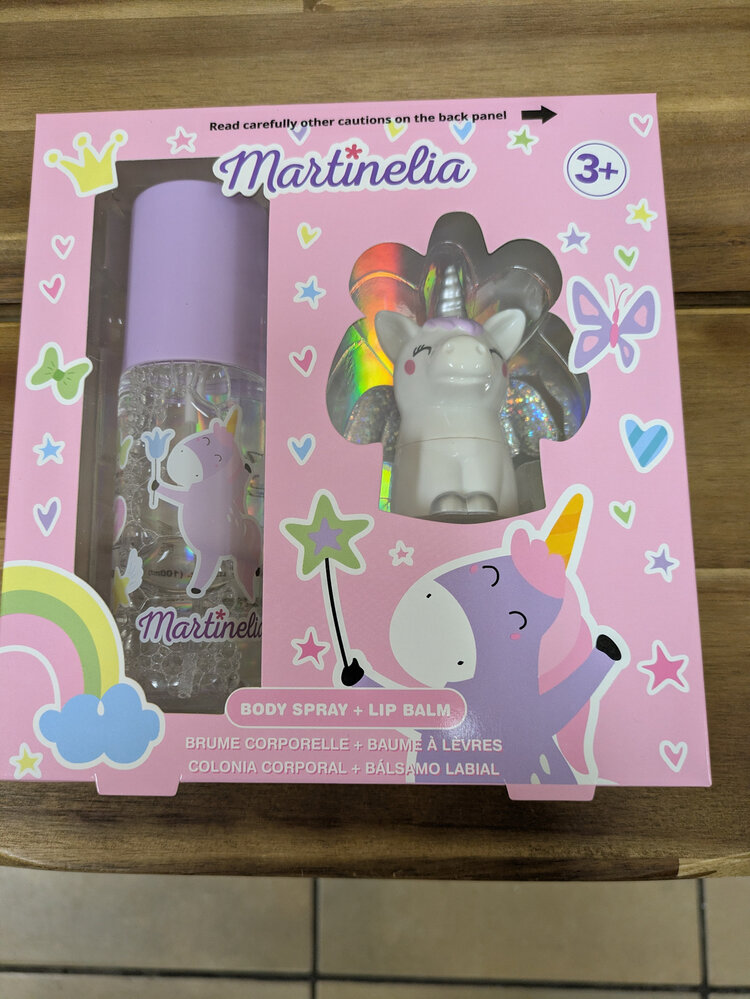 Read carefully other cautions on the back panel
Martinelia
3+
Martinelia
BODY SPRAY + LIP BALM
BRUME CORPORELLE + BAUME À LÈVRES
COLONIA CORPORAL + BÁLSAMO LABIAL